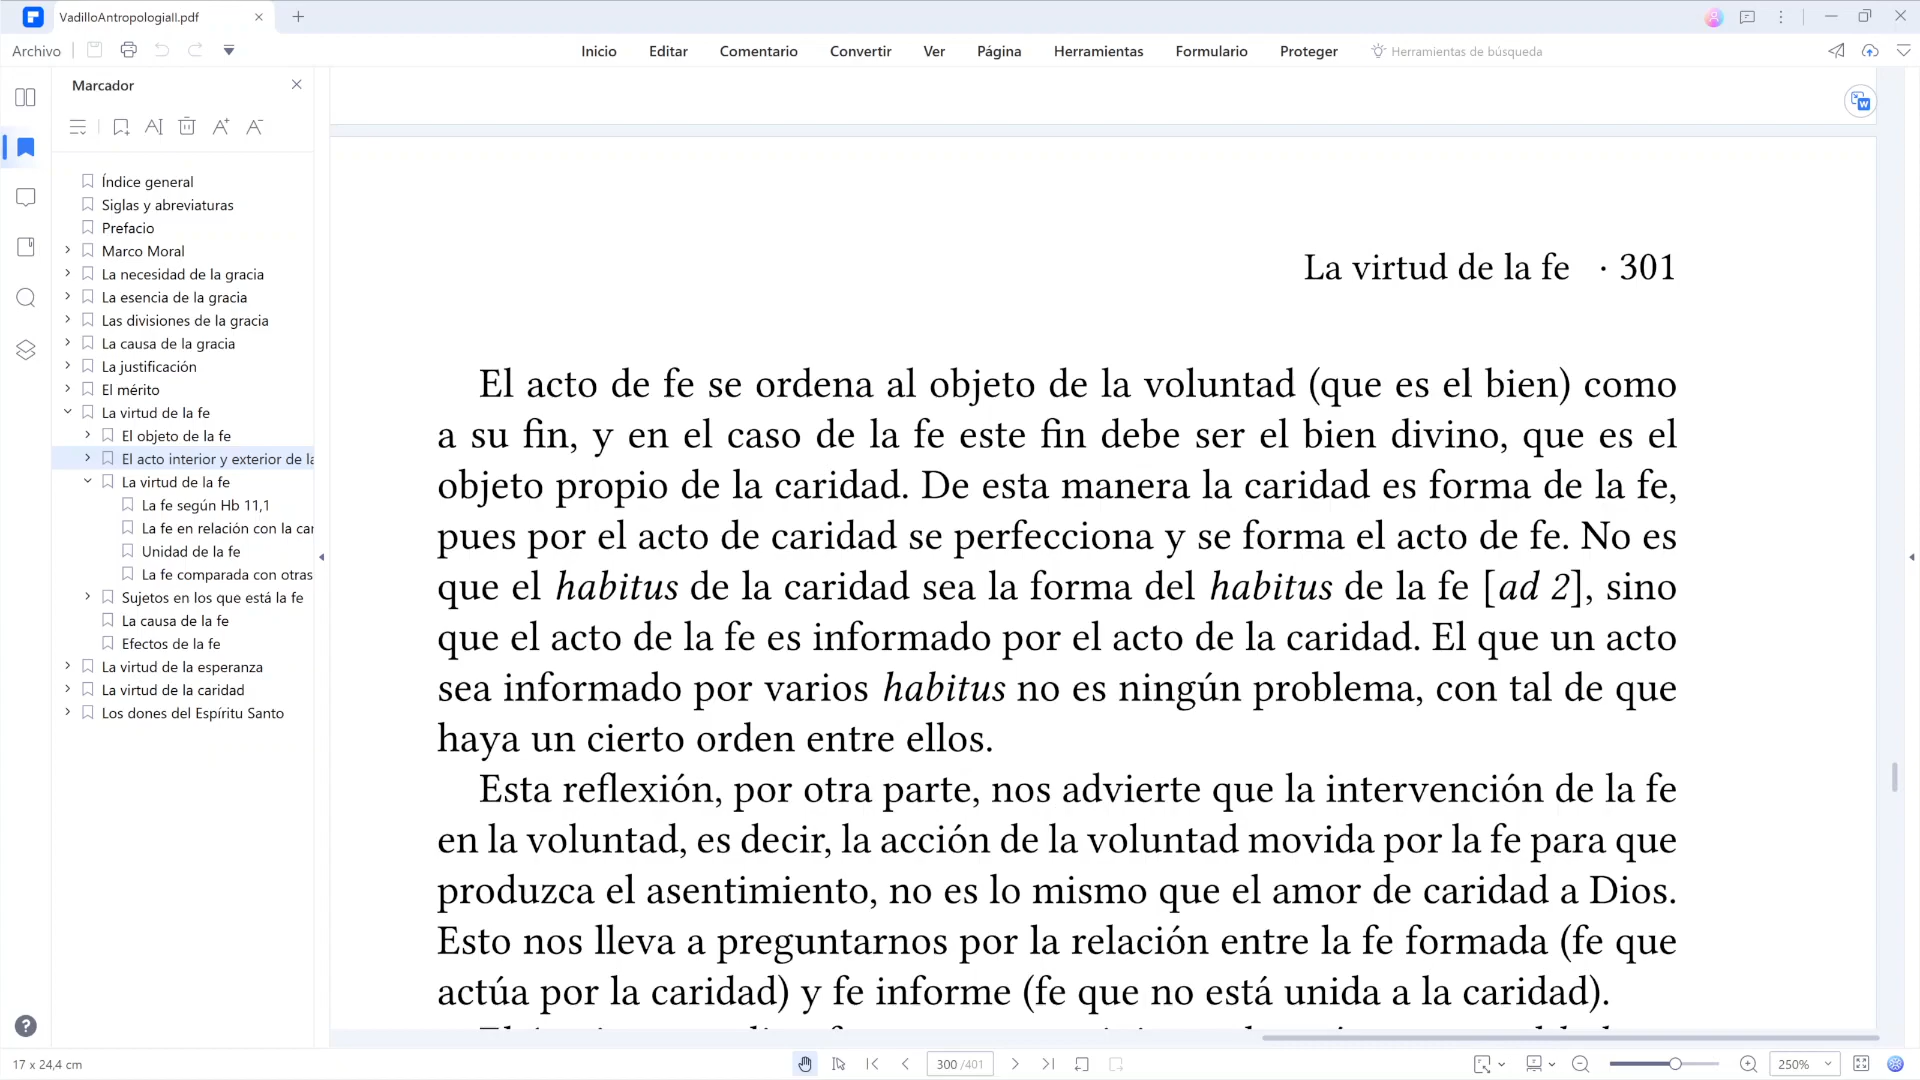 VadilloAntropologiaII.pdf
Archivo
Inicio
Editar
Comentario
Convertir
Ver
Página
Herramientas
Formulario
Proteger
Herramientas de búsqueda
Marcador
Índice general
Siglas y abreviaturas
Prefacio
Marco Moral
La necesidad de la gracia
La esencia de la gracia
Las divisiones de la gracia
La causa de la gracia
La justificación
El mérito
La virtud de la fe
El objeto de la fe
El acto interior y exterior de la
La virtud de la fe
La fe según Hb 11,1
La fe en relación con la car
Unidad de la fe
La fe comparada con otras
Sujetos en los que está la fe
La causa de la fe
Efectos de la fe
La virtud de la esperanza
La virtud de la caridad
Los dones del Espíritu Santo
La virtud de la fe · 301
El acto de fe se ordena al objeto de la voluntad (que es el bien) como
a su fin, y en el caso de la fe este fin debe ser el bien divino, que es el
objeto propio de la caridad. De esta manera la caridad es forma de la fe,
pues por el acto de caridad se perfecciona y se forma el acto de fe. No es
que el habitus de la caridad sea la forma del habitus de la fe [ad 2], sino
que el acto de la fe es informado por el acto de la caridad. El que un acto
sea informado por varios habitus no es ningún problema, con tal de que
haya un cierto orden entre ellos.
Esta reflexión, por otra parte, nos advierte que la intervención de la fe
en la voluntad, es decir, la acción de la voluntad movida por la fe para que
produzca el asentimiento, no es lo mismo que el amor de caridad a Dios.
Esto nos lleva a preguntarnos por la relación entre la fe formada (fe que
actúa por la caridad) y fe informe (fe que no está unida a la caridad).
17 x 24,4 cm
300 /401
250%